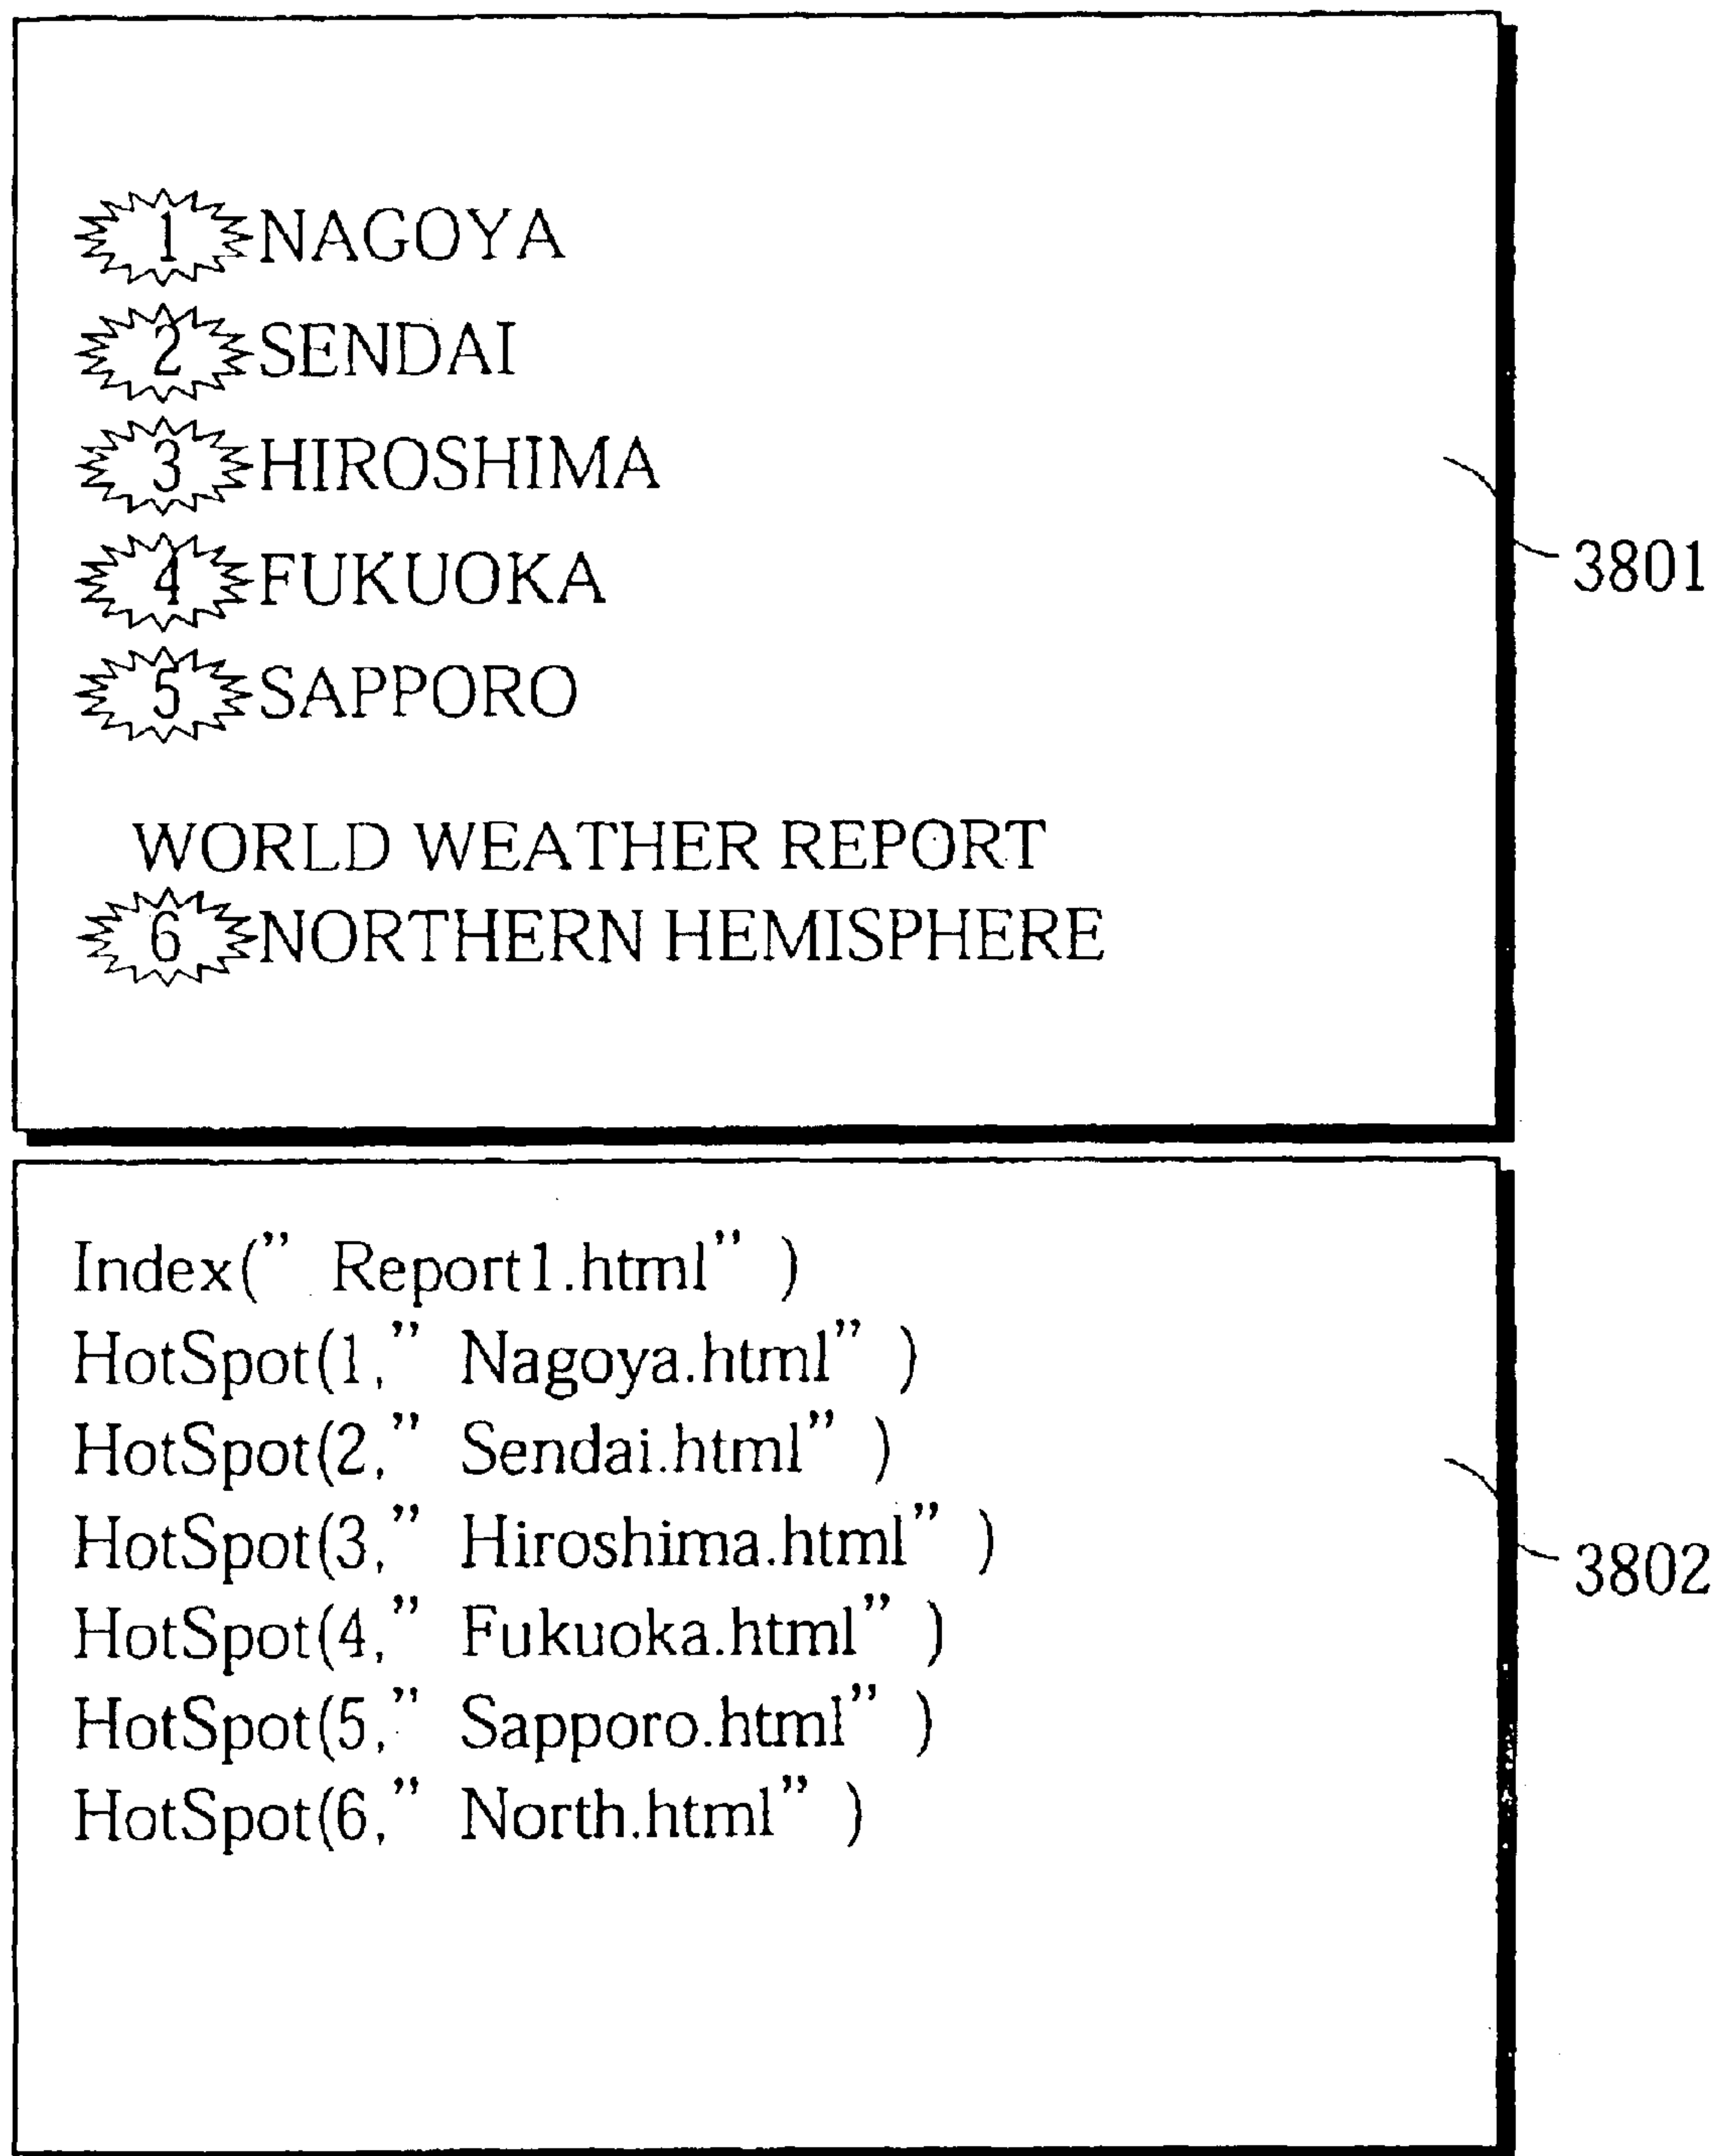 1 NAGOYA
2 SENDAI
3 HIROSHIMA
4 FUKUOKA
5 SAPPORO
WORLD WEATHER REPORT
6 NORTHERN HEMISPHERE
3801
Index(” Report1.html” )
HotSpot(1,” Nagoya.html” )
HotSpot(2,” Sendai.html” )
HotSpot(3,” Hiroshima.html” )
HotSpot(4,” Fukuoka.html” )
HotSpot(5,” Sapporo.html” )
HotSpot(6,” North.html” )
3802